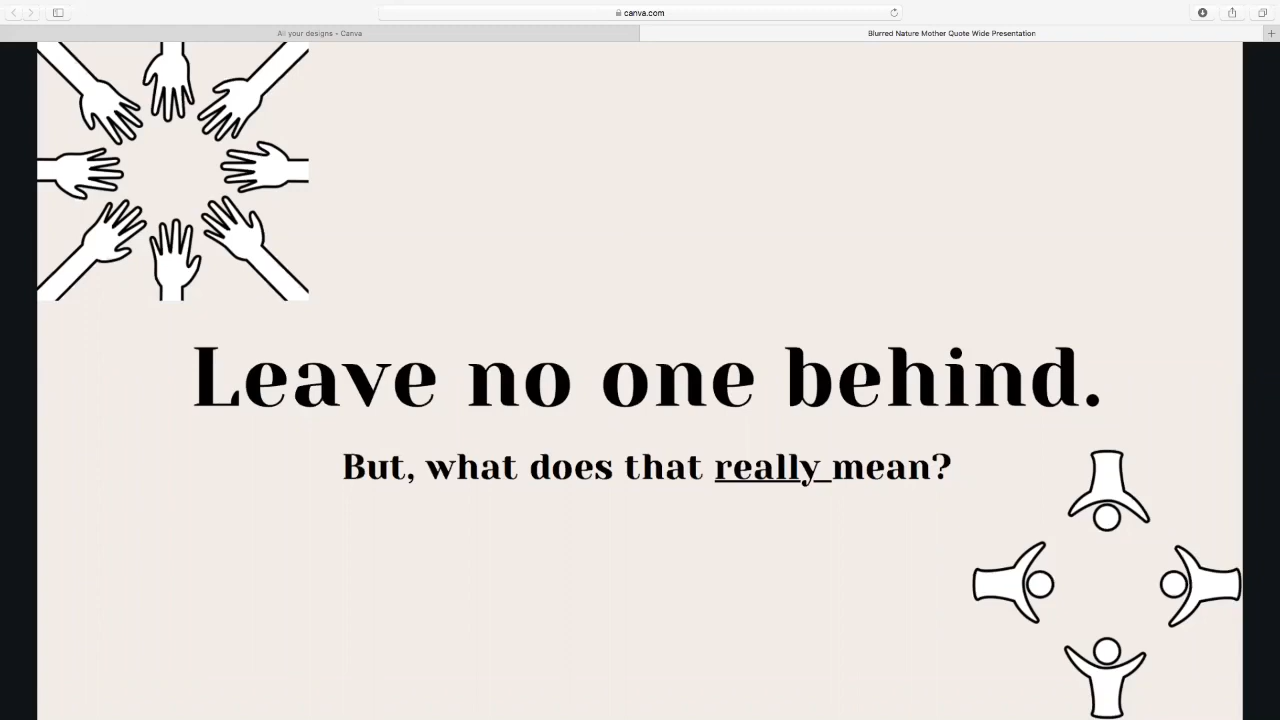 canva.com
All your designs - Canva
Blurred Nature Mother Quote Wide Presentation
Leave no one behind.
But, what does that really mean?